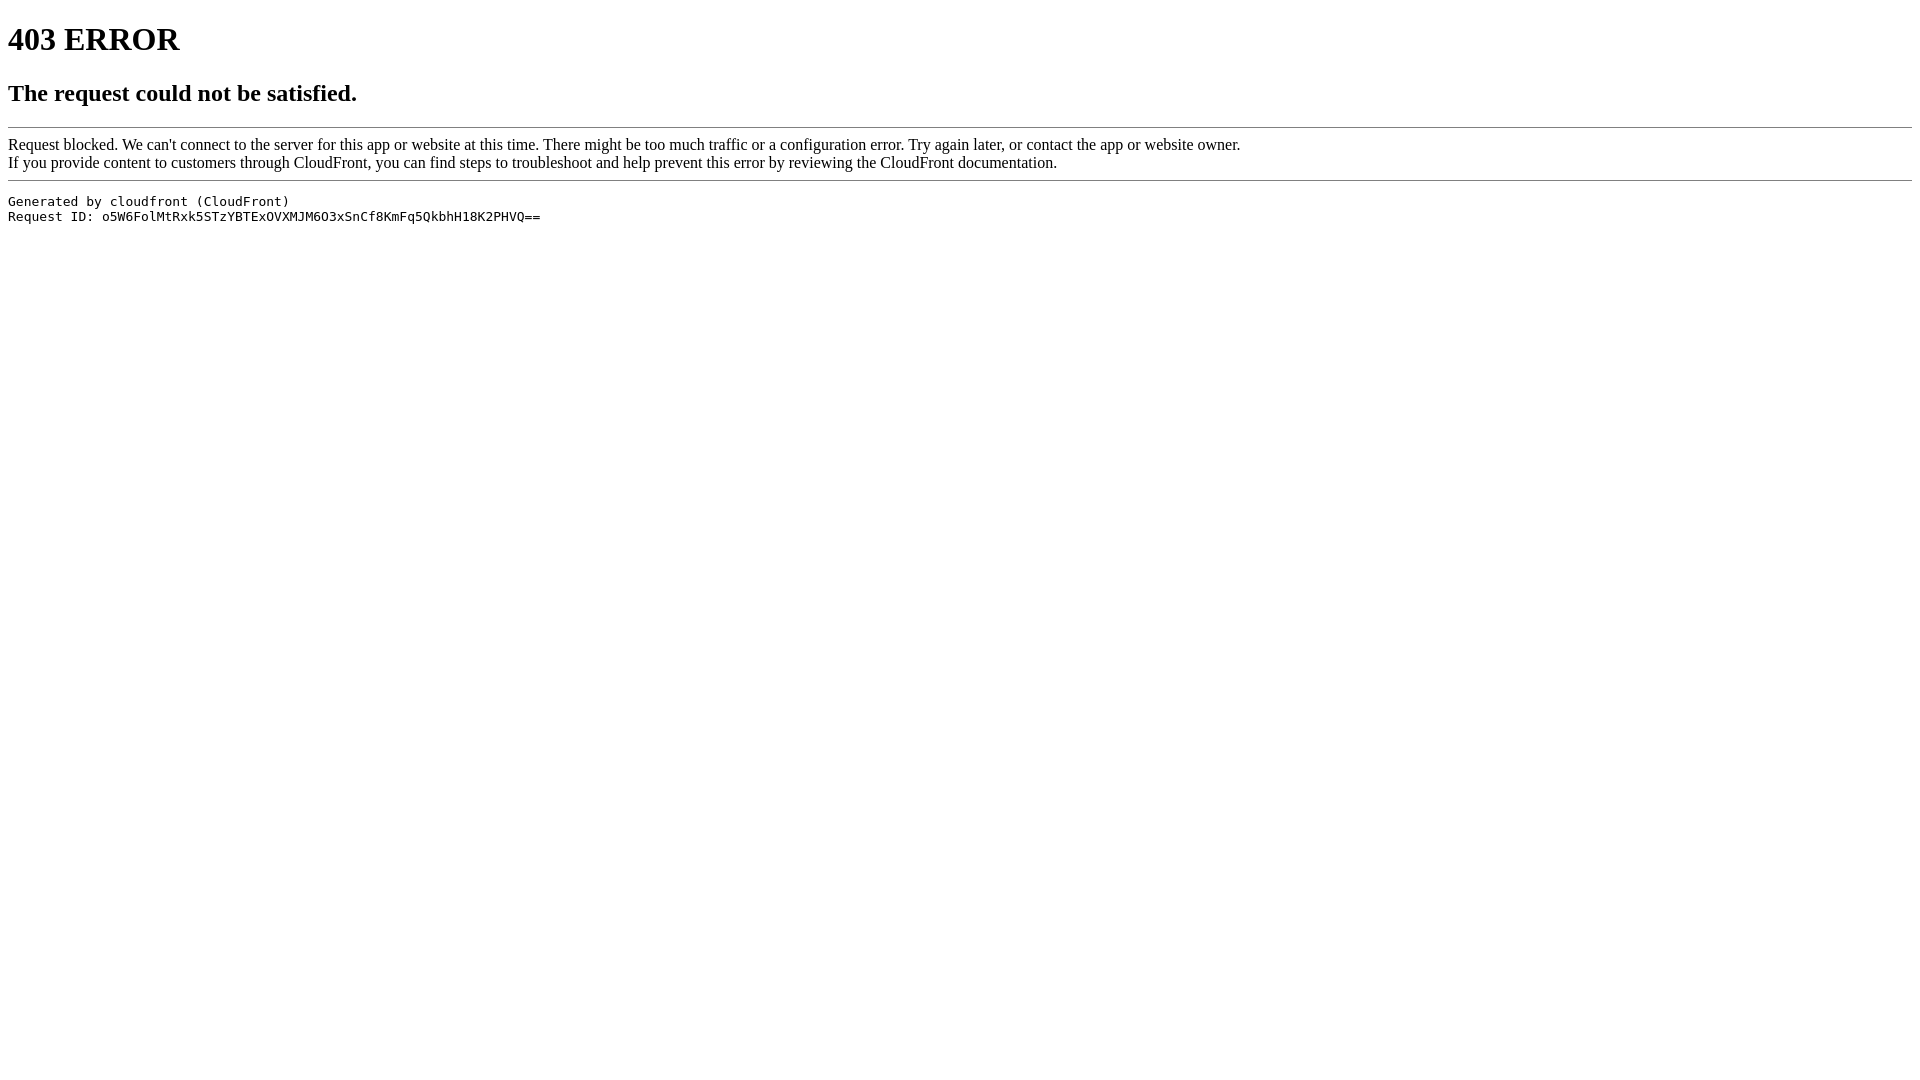 403 ERROR
The request could not be satisfied.
Request blocked. We can't connect to the server for this app or website at this time. There might be too much traffic or a configuration error. Try again later, or contact the app or website owner.
If you provide content to customers through CloudFront, you can find steps to troubleshoot and help prevent this error by reviewing the CloudFront documentation.
Generated by cloudfront (CloudFront)
Request ID: o5W6FolMtRxk5STzYBTExOVXMJM6O3xSnCf8KmFq5QkbhH18K2PHVQ==